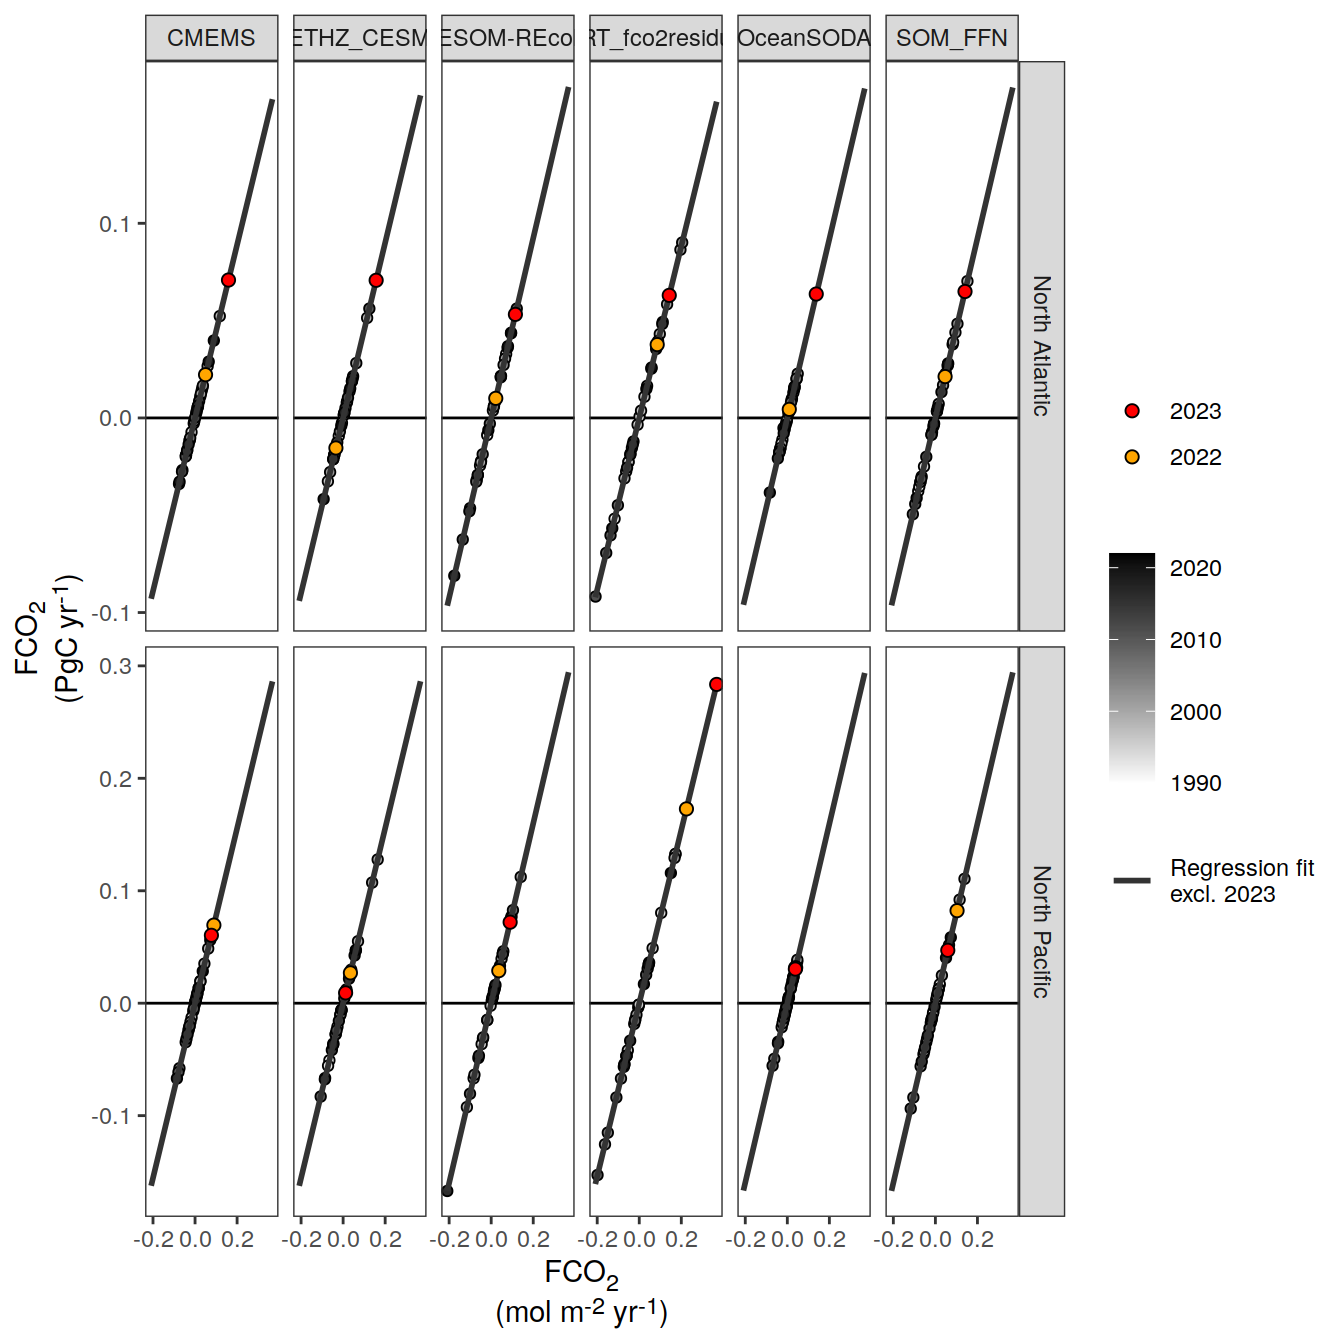 CMEMS ETHZ_CESM ESOM-REco RT_fco2residu OceanSODA SOM_FFN
0.1
0.0
-0.1
North Atlantic
0.3
0.2
0.1
0.0
-0.1
North Pacific
FCO2
(PgC yr-1)
-0.2 0.0 0.2 -0.2 0.0 0.2 -0.2 0.0 0.2 -0.2 0.0 0.2 -0.2 0.0 0.2 -0.2 0.0 0.2
FCO2
(mol m-2 yr-1)
2023
2022
2020
2010
2000
1990
Regression fit
excl. 2023